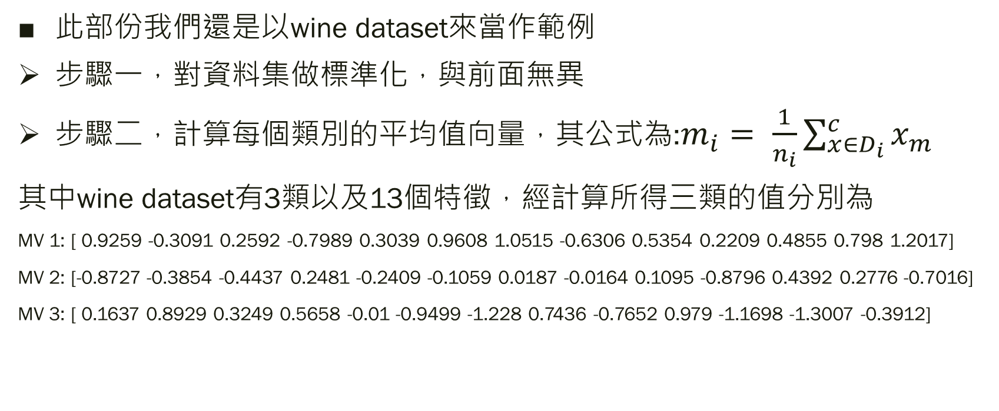 ■ 此部份我們還是以wine dataset來當作範例
➢ 步驟一，對資料集做標準化，與前面無異
➢ 步驟二，計算每個類別的平均值向量，其公式為:$m_i = \frac{1}{n_i}\sum_{x \in D_i}^{c} x_m$
其中wine dataset有3類以及13個特徵，經計算所得三類的值分別為
MV 1: [ 0.9259 -0.3091 0.2592 -0.7989 0.3039 0.9608 1.0515 -0.6306 0.5354 0.2209 0.4855 0.798 1.2017]
MV 2: [-0.8727 -0.3854 -0.4437 0.2481 -0.2409 -0.1059 0.0187 -0.0164 0.1095 -0.8796 0.4392 0.2776 -0.7016]
MV 3: [ 0.1637 0.8929 0.3249 0.5658 -0.01 -0.9499 -1.228 0.7436 -0.7652 0.979 -1.1698 -1.3007 -0.3912]